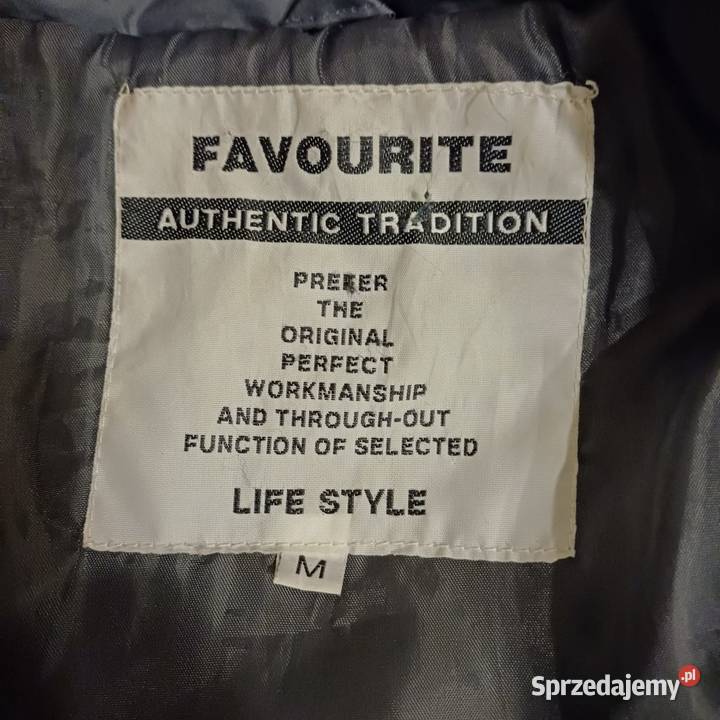 FAVOURITE
AUTHENTIC TRADITION
PREFER
THE
ORIGINAL
PERFECT
WORKMANSHIP
AND THROUGH-OUT
FUNCTION OF SELECTED
LIFE STYLE
M
Sprzedajemy.pl